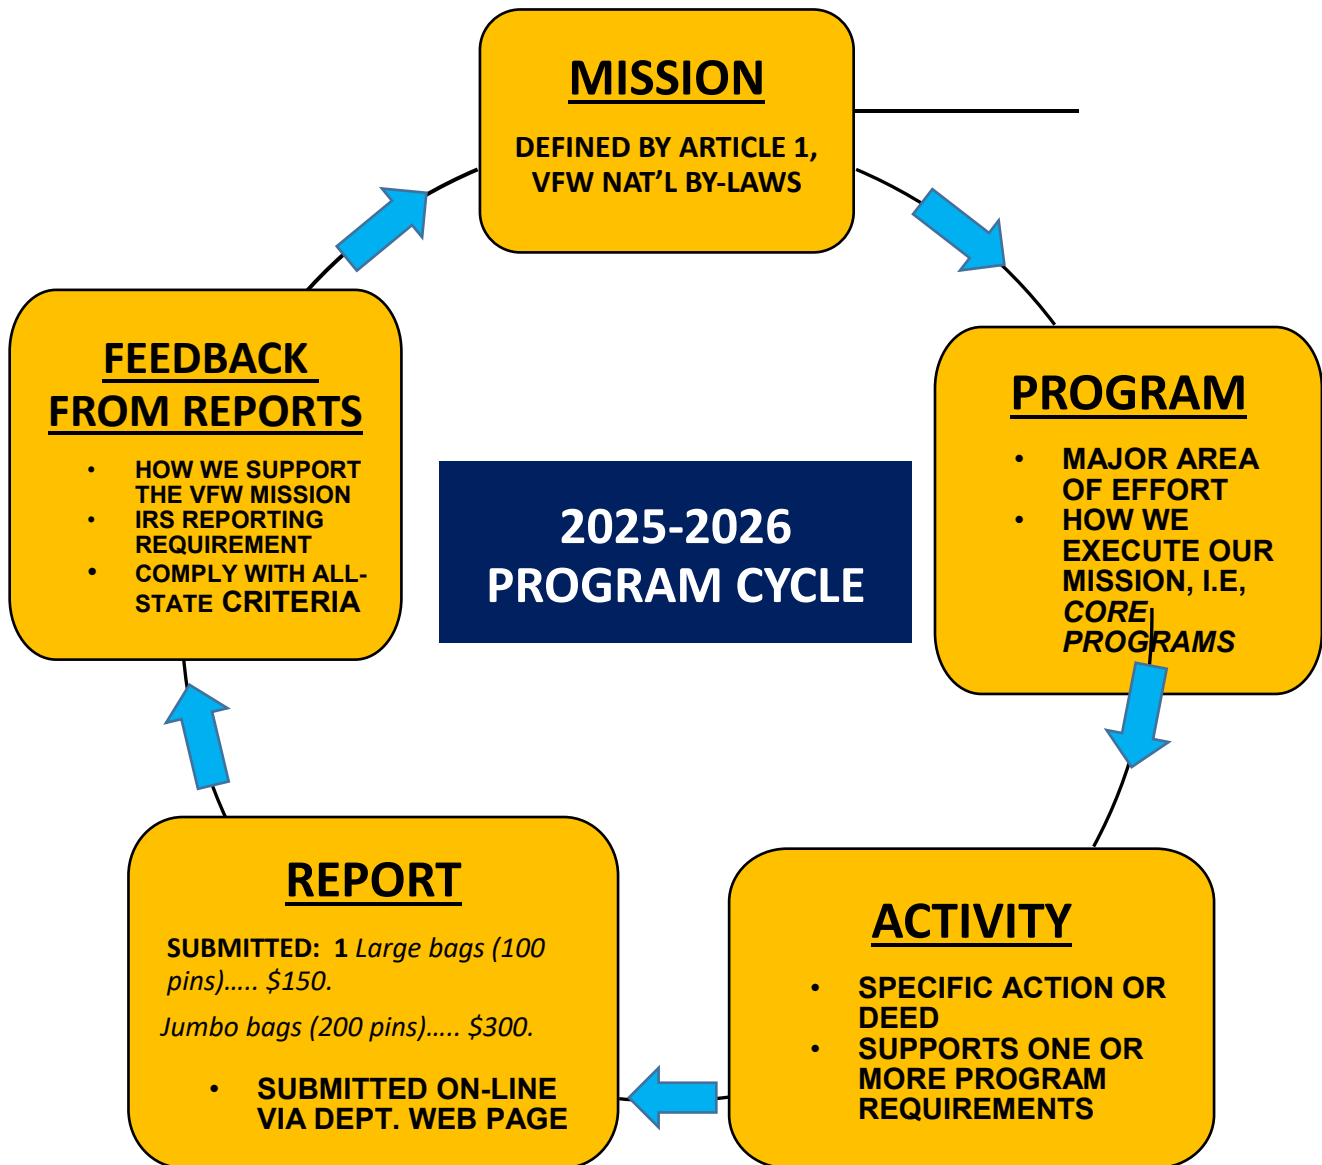 MISSION
DEFINED BY ARTICLE 1,
VFW NAT’L BY-LAWS
PROGRAM
• MAJOR AREA
OF EFFORT
• HOW WE
EXECUTE OUR
MISSION, I.E,
CORE
PROGRAMS
ACTIVITY
• SPECIFIC ACTION OR
DEED
• SUPPORTS ONE OR
MORE PROGRAM
REQUIREMENTS
REPORT
SUBMITTED: 1 Large bags (100
pins)..... $150.
Jumbo bags (200 pins)..... $300.
• SUBMITTED ON-LINE
VIA DEPT. WEB PAGE
FEEDBACK
FROM REPORTS
• HOW WE SUPPORT
THE VFW MISSION
• IRS REPORTING
REQUIREMENT
• COMPLY WITH ALL-
STATE CRITERIA
2025-2026
PROGRAM CYCLE